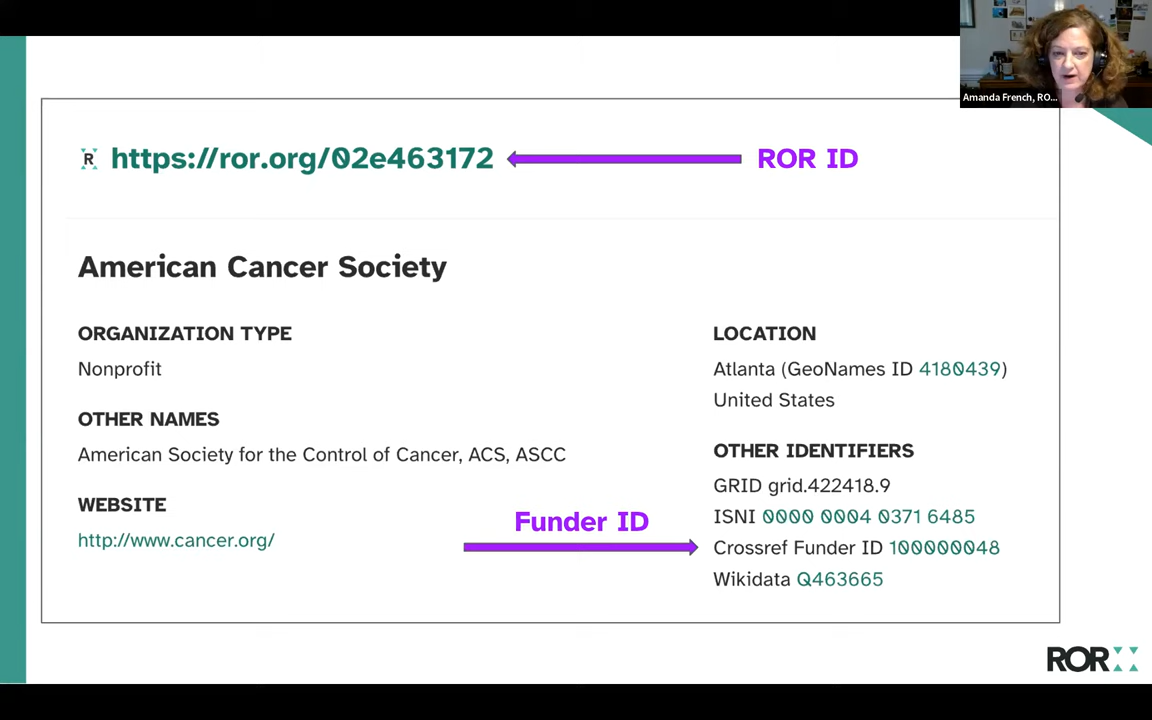 Amanda French, RO...
R https://ror.org/02e463172
ROR ID
American Cancer Society
ORGANIZATION TYPE
Nonprofit
OTHER NAMES
American Society for the Control of Cancer, ACS, ASCC
WEBSITE
http://www.cancer.org/
LOCATION
Atlanta (GeoNames ID 4180439)
United States
OTHER IDENTIFIERS
GRID grid.422418.9
ISNI 0000 0004 0371 6485
Funder ID
Crossref Funder ID 100000048
Wikidata Q463665
ROR